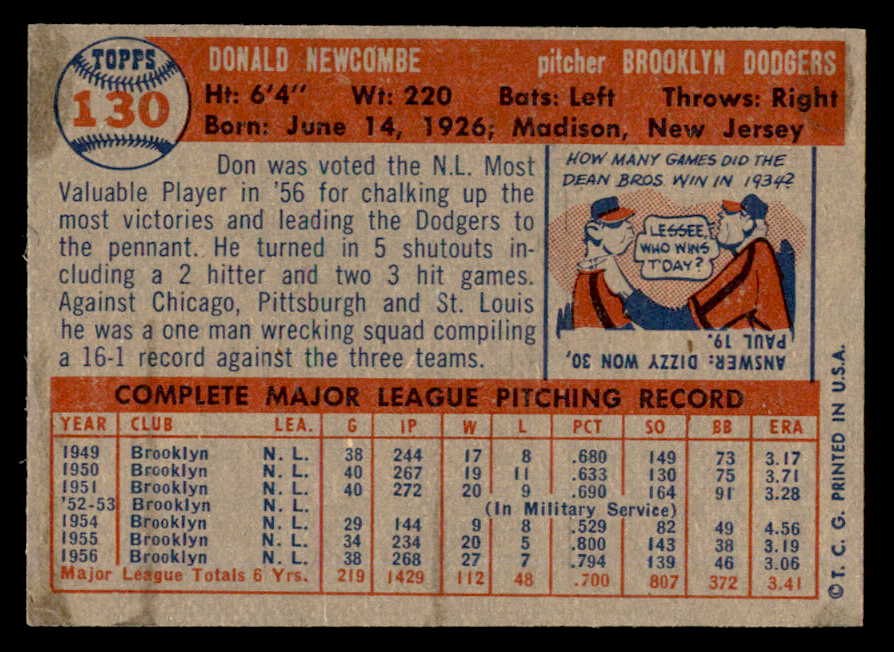 TOPPS
130
DONALD NEWCOMBE pitcher BROOKLYN DODGERS
Ht: 6'4" Wt: 220 Bats: Left Throws: Right
Born: June 14, 1926; Madison, New Jersey
Don was voted the N.L. Most
Valuable Player in '56 for chalking up the
most victories and leading the Dodgers to
the pennant. He turned in 5 shutouts in-
cluding a 2 hitter and two 3 hit games.
Against Chicago, Pittsburgh and St. Louis
he was a one man wrecking squad compiling
a 16-1 record against the three teams.
HOW MANY GAMES DID THE
DEAN BROS. WIN IN 1934?
LESSEE,
WHO WINS
T'DAY?
ANSWER: DIZZY WON 30,
PAUL 19.
COMPLETE MAJOR LEAGUE PITCHING RECORD
YEAR CLUB LEA. G IP W L PCT SO BB ERA
1949 Brooklyn N. L. 38 244 17 8 .680 149 73 3.17
1950 Brooklyn N. L. 40 267 19 11 .633 130 75 3.71
1951 Brooklyn N. L. 40 272 20 9 .690 164 91 3.28
'52-53 Brooklyn N. L. (In Military Service)
1954 Brooklyn N. L. 29 144 9 8 .529 82 49 4.56
1955 Brooklyn N. L. 34 234 20 5 .800 143 38 3.19
1956 Brooklyn N. L. 38 268 27 7 .794 139 46 3.06
Major League Totals 6 Yrs. 219 1429 112 48 .700 807 372 3.41
©T. C. G. PRINTED IN U.S.A.